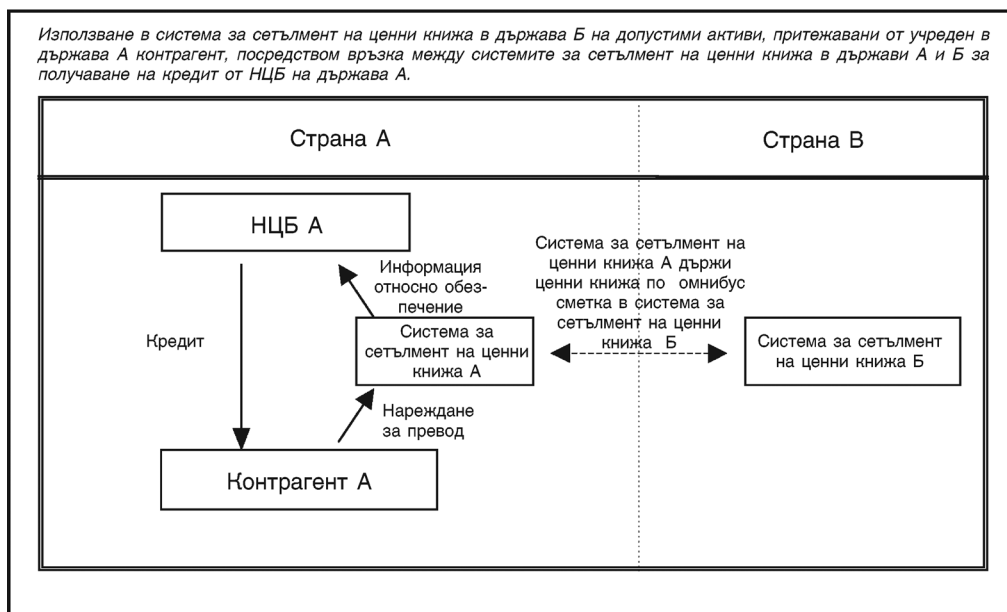 Използване в система за сетълмент на ценни книжа в държава Б на допустими активи, притежавани от учреден в
държава А контрагент, посредством връзка между системите за сетълмент на ценни книжа в държави А и Б за
получаване на кредит от НЦБ на държава А.
Страна А
Страна В
НЦБ А
Информация
относно обез-
печение
Система за сетълмент на
ценни книжа А държи
ценни книжа по омнибус
сметка в система за
сетълмент на ценни
книжа Б
Кредит
Система за
сетълмент на ценни
книжа А
Система за сетълмент
на ценни книжа Б
Нареждане
за превод
Контрагент А